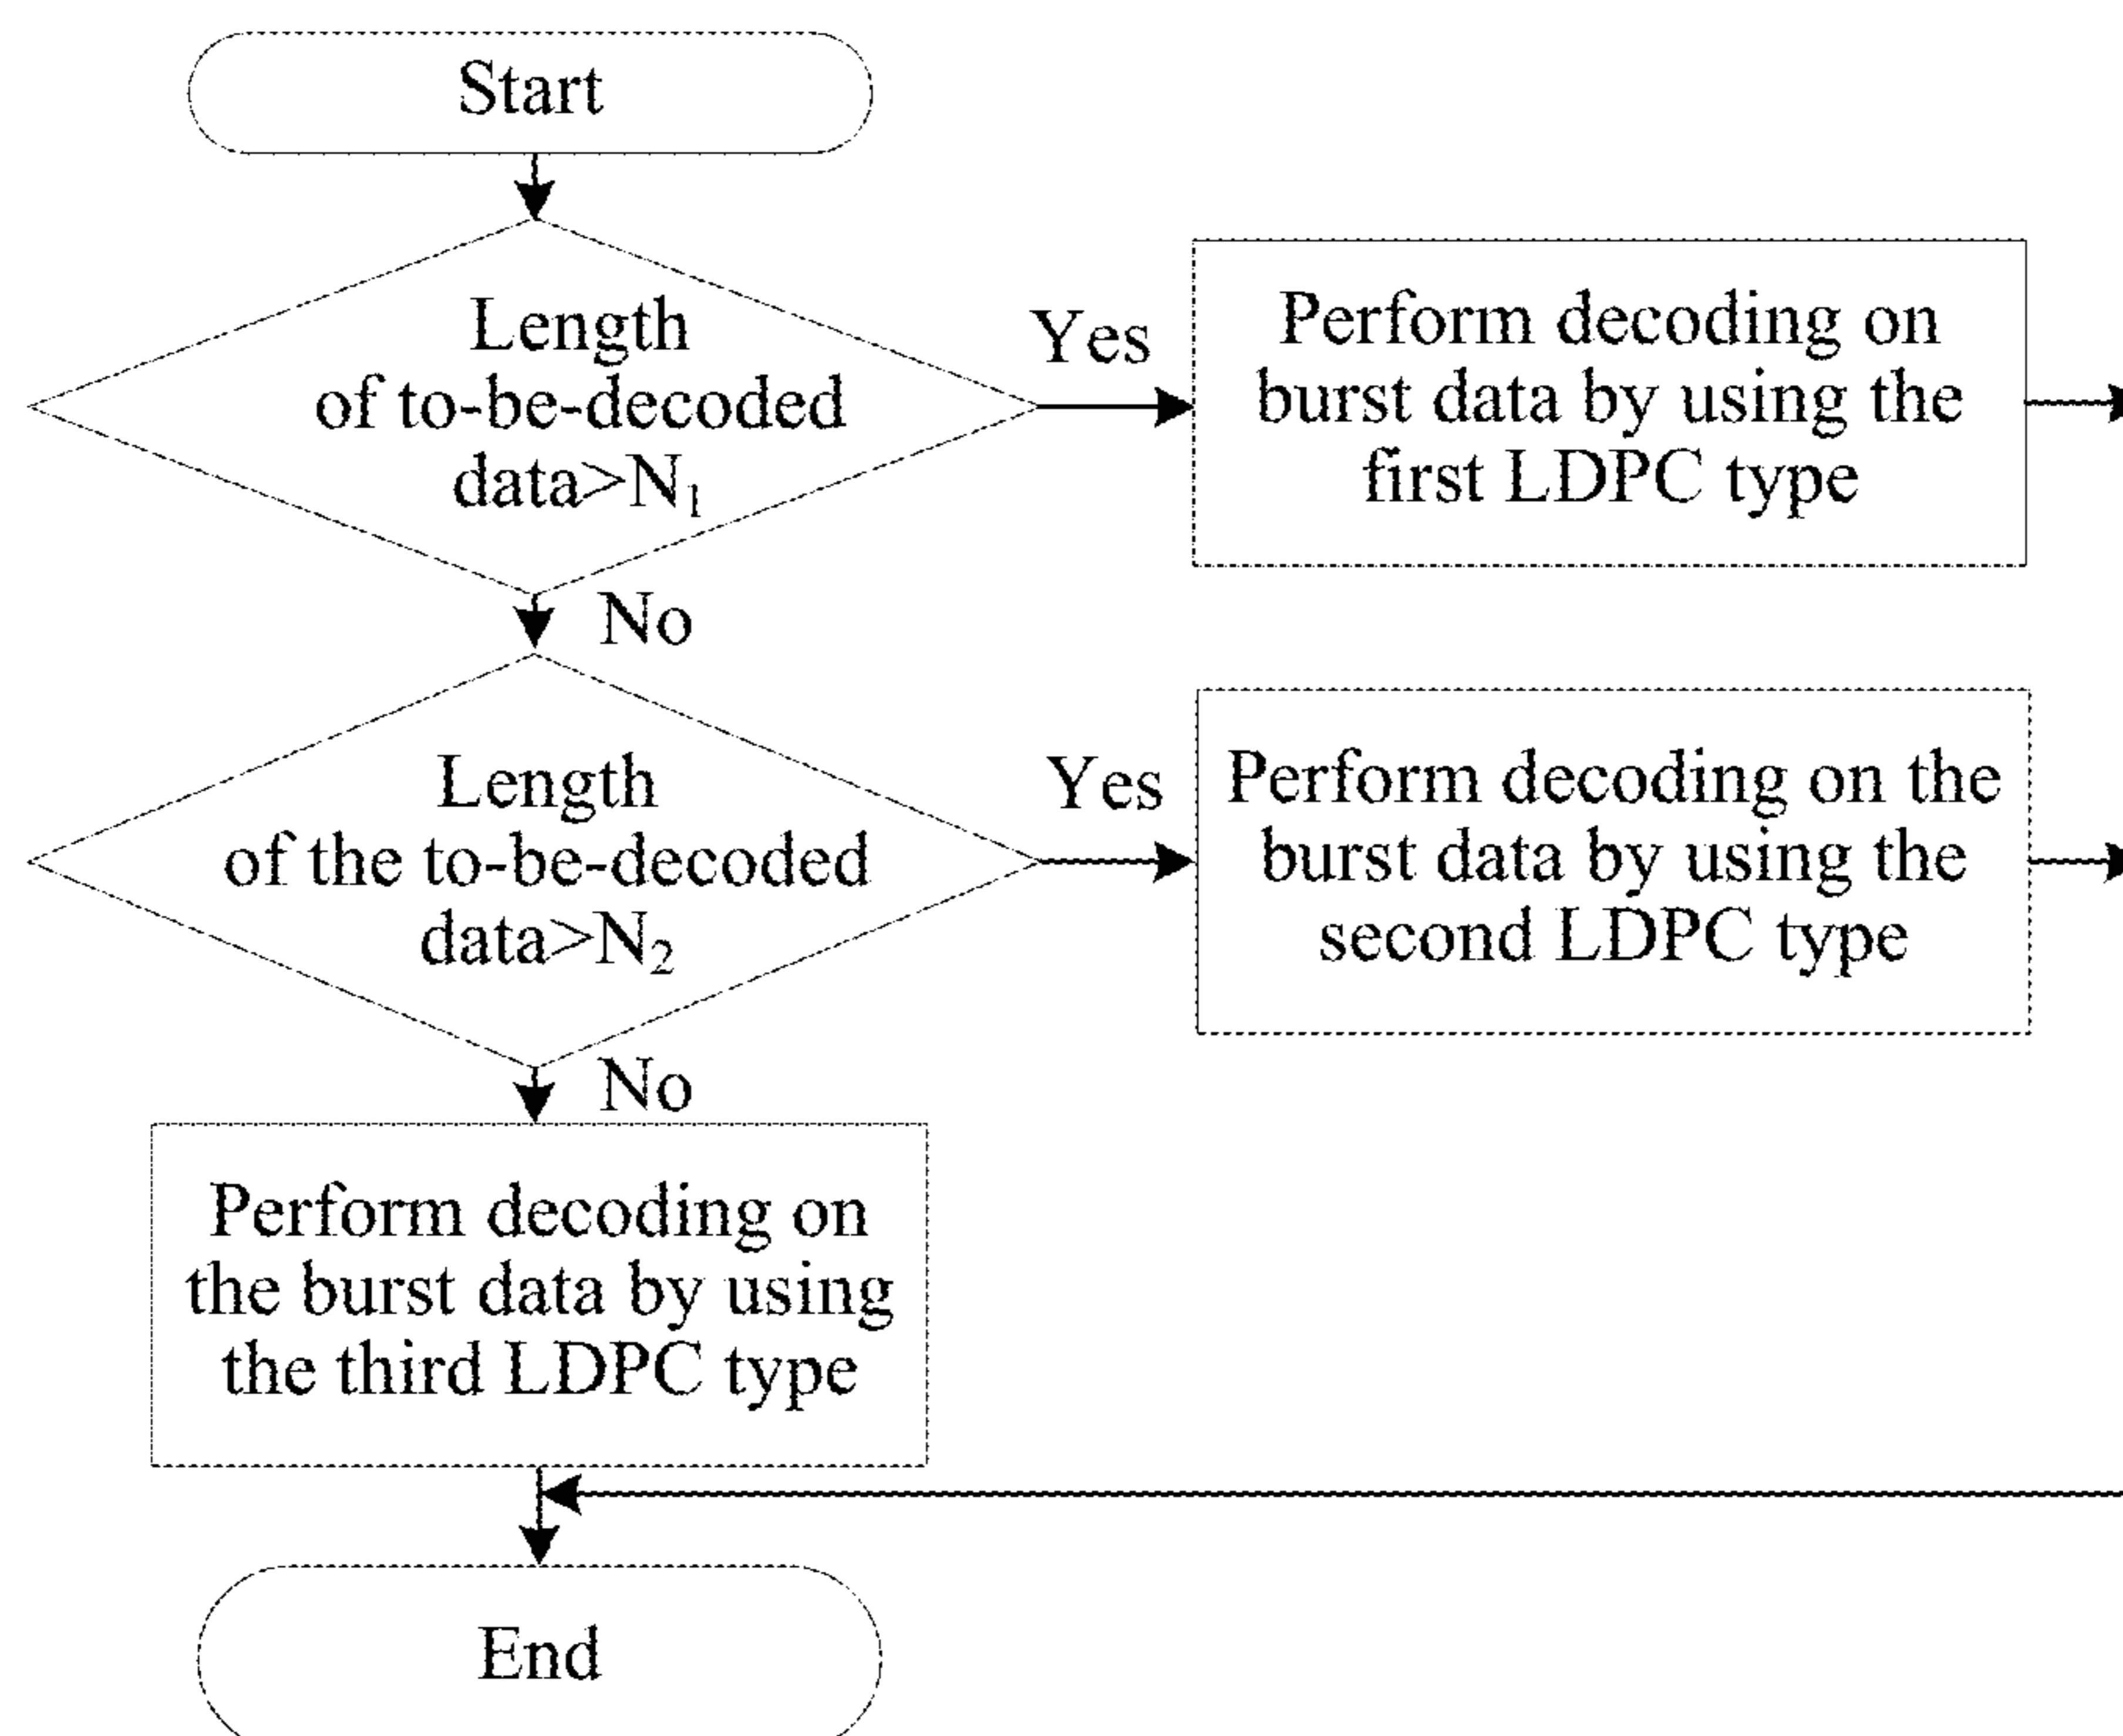 Start
Length
of to-be-decoded
data>N₁
Yes
Perform decoding on
burst data by using the
first LDPC type
No
Length
of the to-be-decoded
data>N₂
Yes
Perform decoding on the
burst data by using the
second LDPC type
No
Perform decoding on
the burst data by using
the third LDPC type
End